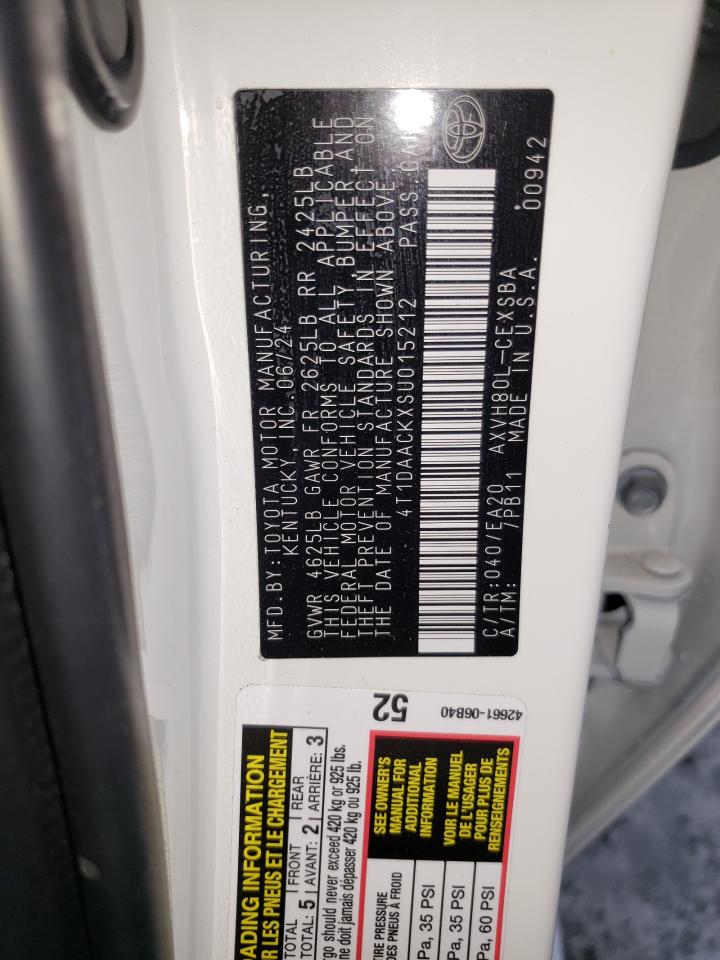 MFD.BY:TOYOTA MOTOR MANUFACTURING,
KENTUCKY, INC. 06/24
GVWR 4625LB GAWR FR 2625LB RR 2425LB
THIS VEHICLE CONFORMS TO ALL APPLICABLE
FEDERAL MOTOR VEHICLE SAFETY,BUMPER AND
THEFT PREVENTION STANDARDS IN EFFECT ON
THE DATE OF MANUFACTURE SHOWN ABOVE
4T1DAACKXSU015212 PASS.CAR
C/TR:040/EA20 AXVH80L-CEXSBA
A/TM: /PB11 MADE IN U.S.A. 00942
ADING INFORMATION
R LES PNEUS ET LE CHARGEMENT
TOTAL FRONT REAR
TOTAL: 5 AVANT: 2 ARRIÈRE: 3
rgo should never exceed 420 kg or 925 lbs.
ne doit jamais dépasser 420 kg ou 925 lb.
52
42661-06B40
TIRE PRESSURE
DES PNEUS À FROID
Pa, 35 PSI
Pa, 35 PSI
Pa, 60 PSI
SEE OWNER'S
MANUAL FOR
ADDITIONAL
INFORMATION
VOIR LE MANUEL
DE L'USAGER
POUR PLUS DE
RENSEIGNEMENTS